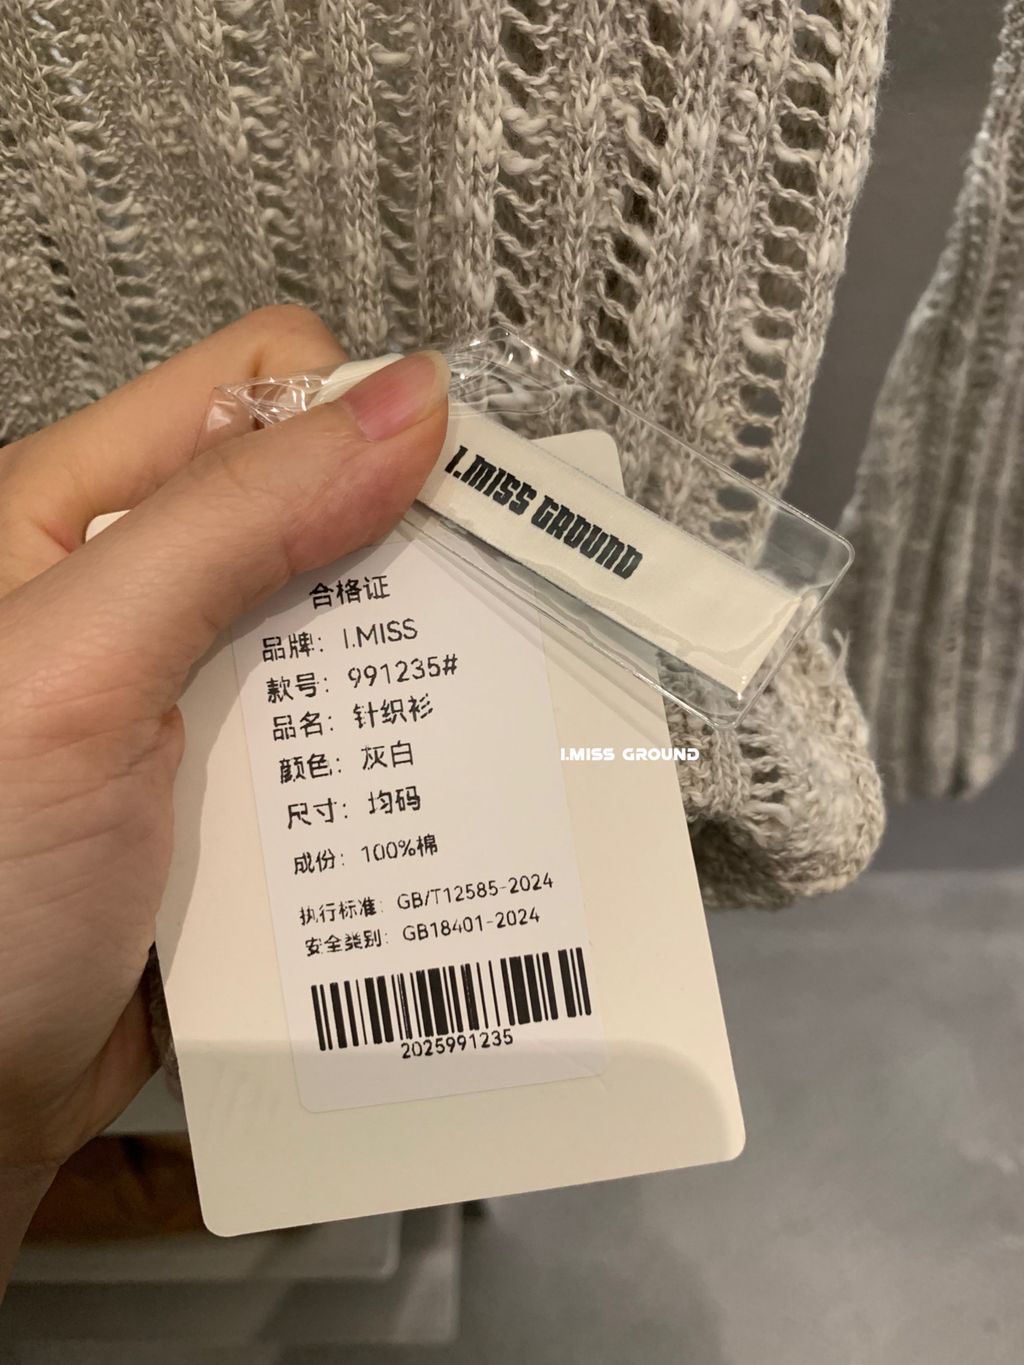 I.MISS GROUND
合格证
品牌: I.MISS
款号: 991235#
品名: 针织衫
颜色: 灰白
尺寸: 均码
成份: 100%棉
执行标准: GB/T12585-2024
安全类别: GB18401-2024
2025991235
I.MISS GROUND